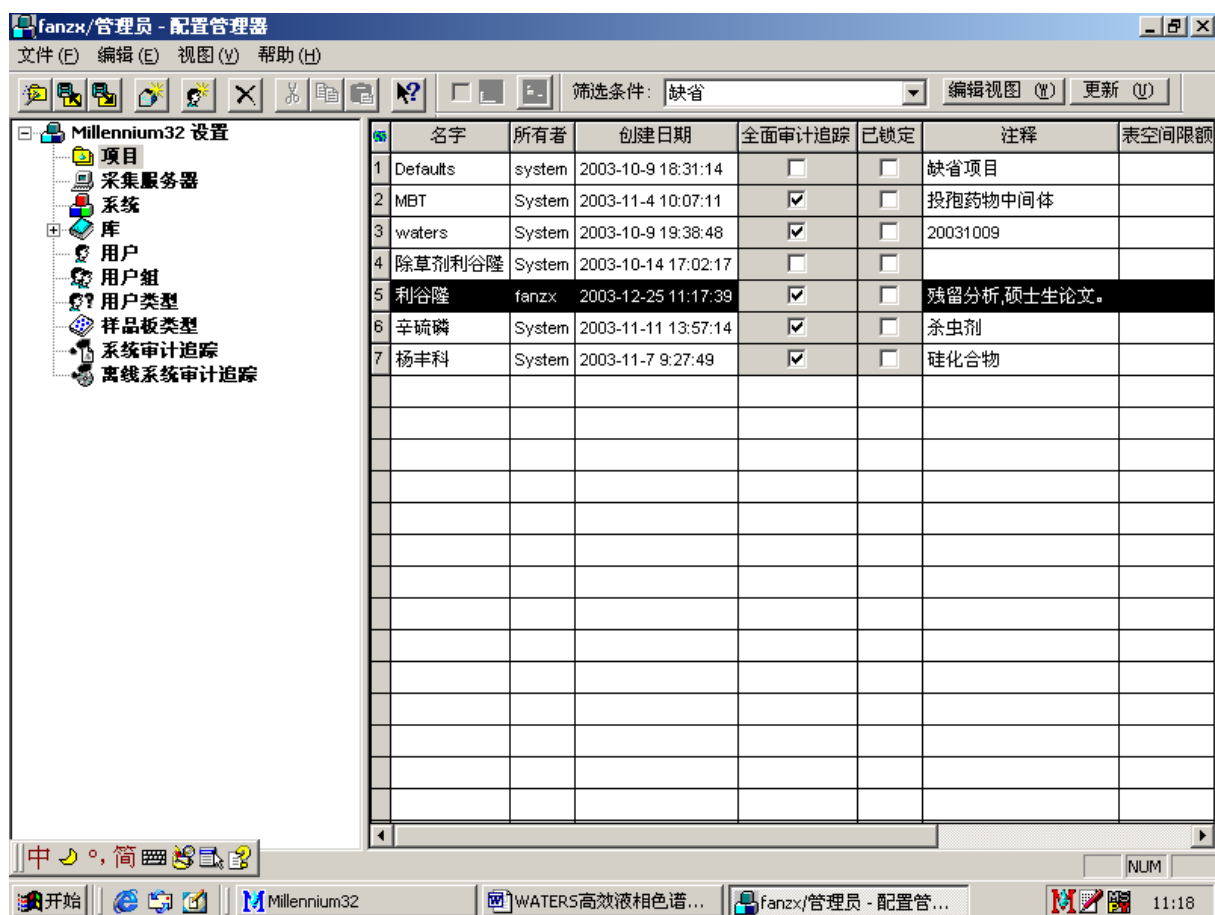 fanzx/管理员 - 配置管理器
文件(F) 编辑(E) 视图(V) 帮助(H)
筛选条件: 缺省 编辑视图 (W) 更新 (U)
Millennium32 设置
项目
采集服务器
系统
库
用户
用户组
用户类型
样品板类型
系统审计追踪
离线系统审计追踪
名字 所有者 创建日期 全面审计追踪 已锁定 注释 表空间限额
1 Defaults system 2003-10-9 18:31:14 缺省项目
2 MBT System 2003-11-4 10:07:11 投孢药物中间体
3 waters System 2003-10-9 19:38:48 20031009
4 除草剂利谷隆 System 2003-10-14 17:02:17
5 利谷隆 fanzx 2003-12-25 11:17:39 残留分析,硕士生论文。
6 辛硫磷 System 2003-11-11 13:57:14 杀虫剂
7 杨丰科 System 2003-11-7 9:27:49 硅化合物
中 简
NUM
开始 Millennium32 WATERS高效液相色谱... fanzx/管理员 - 配置管... 11:18